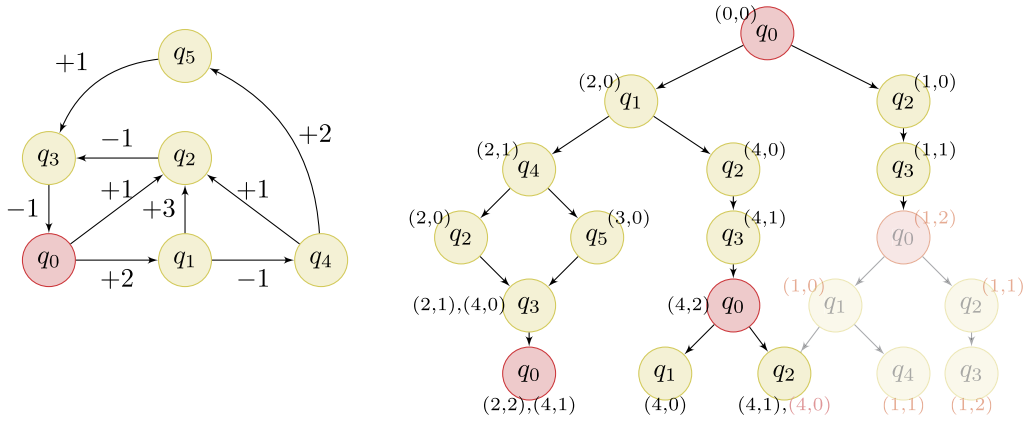 q5
+1
+2
q3
−1
q2
−1
+1
+3
+1
q0
+2
q1
−1
q4
(0,0)
q0
(2,0)
q1
q2
(1,0)
(2,1)
q4
q2
(4,0)
q3
(1,1)
(2,0)
q2
q5
(3,0)
q3
(4,1)
q0
(1,2)
(2,1),(4,0)
q3
(4,2)
q0
(1,0)
q1
q2
(1,1)
q0
(2,2),(4,1)
q1
(4,0)
q2
(4,1),(4,0)
q4
(1,1)
q3
(1,2)